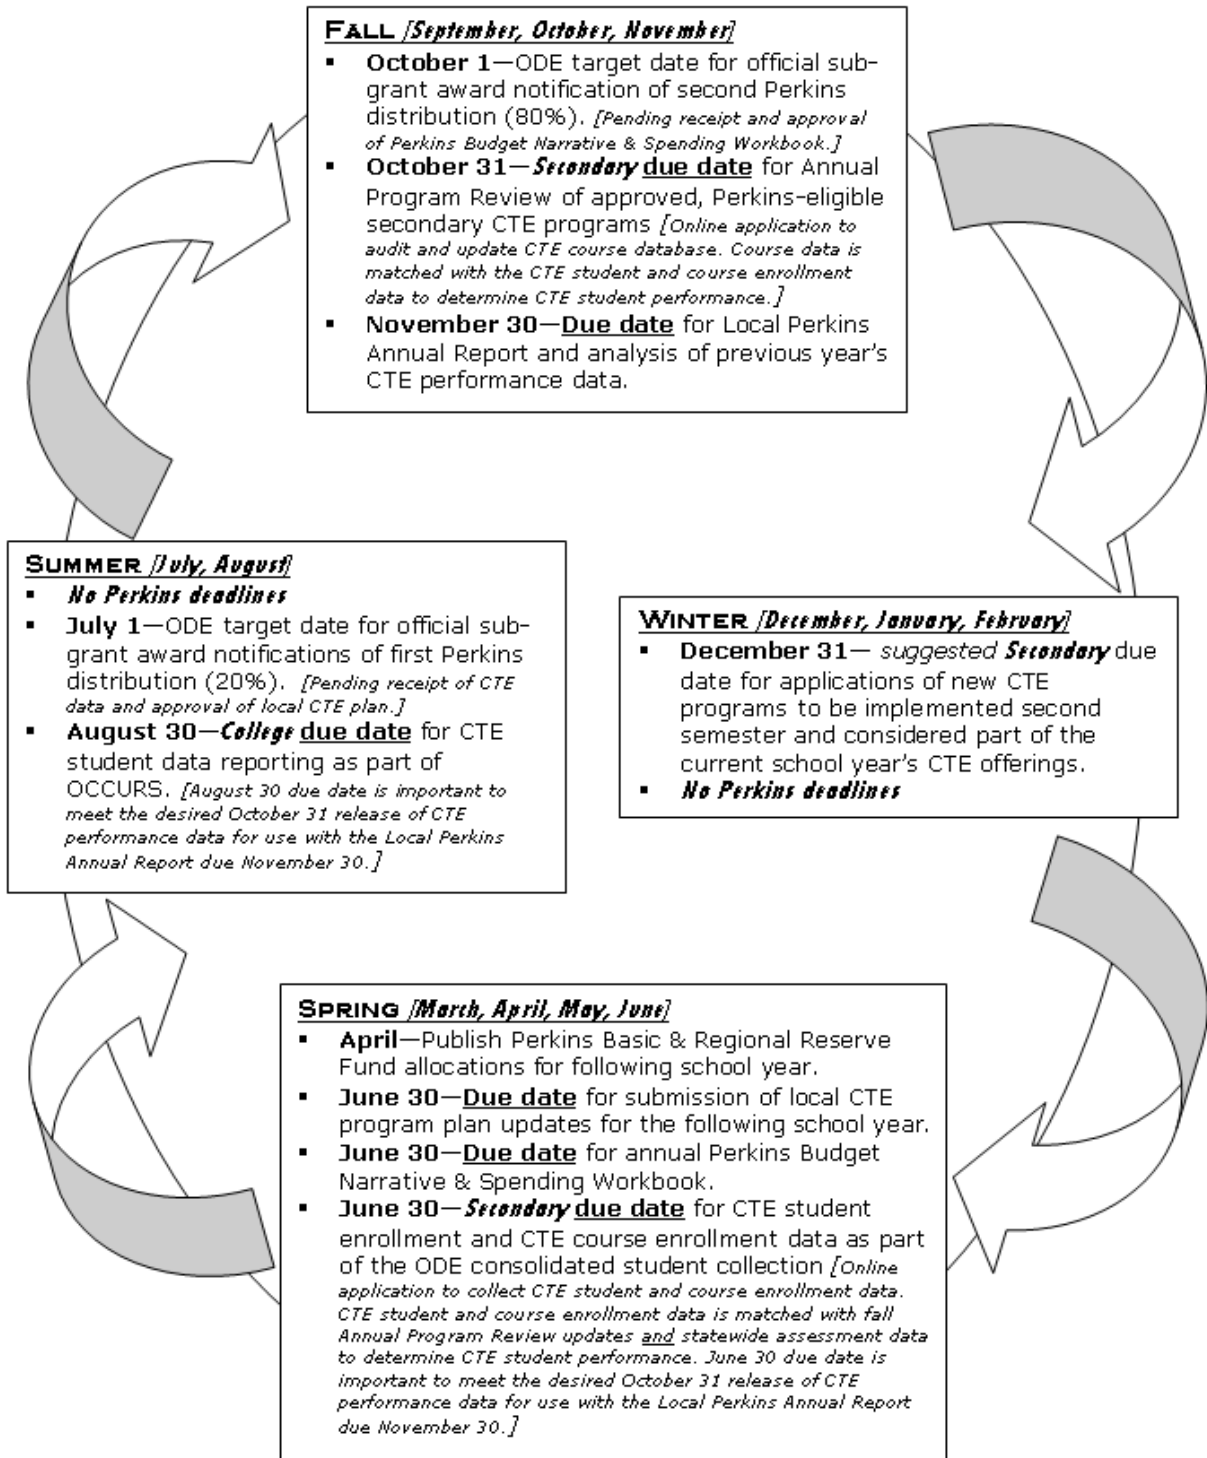 FALL [September, October, November]
▪ October 1—ODE target date for official sub-
grant award notification of second Perkins
distribution (80%). [Pending receipt and approval
of Perkins Budget Narrative & Spending Workbook.]
▪ October 31—Secondary due date for Annual
Program Review of approved, Perkins-eligible
secondary CTE programs [Online application to
audit and update CTE course database. Course data is
matched with the CTE student and course enrollment
data to determine CTE student performance.]
▪ November 30—Due date for Local Perkins
Annual Report and analysis of previous year's
CTE performance data.
SUMMER [July, August]
▪ No Perkins deadlines
▪ July 1—ODE target date for official sub-
grant award notifications of first Perkins
distribution (20%). [Pending receipt of CTE
data and approval of local CTE plan.]
▪ August 30—College due date for CTE
student data reporting as part of
OCCURS. [August 30 due date is important to
meet the desired October 31 release of CTE
performance data for use with the Local Perkins
Annual Report due November 30.]
WINTER [December, January, February]
▪ December 31— suggested Secondary due
date for applications of new CTE
programs to be implemented second
semester and considered part of the
current school year's CTE offerings.
▪ No Perkins deadlines
SPRING [March, April, May, June]
▪ April—Publish Perkins Basic & Regional Reserve
Fund allocations for following school year.
▪ June 30—Due date for submission of local CTE
program plan updates for the following school year.
▪ June 30—Due date for annual Perkins Budget
Narrative & Spending Workbook.
▪ June 30—Secondary due date for CTE student
enrollment and CTE course enrollment data as part
of the ODE consolidated student collection [Online
application to collect CTE student and course enrollment data.
CTE student and course enrollment data is matched with fall
Annual Program Review updates and statewide assessment data
to determine CTE student performance. June 30 due date is
important to meet the desired October 31 release of CTE
performance data for use with the Local Perkins Annual Report
due November 30.]